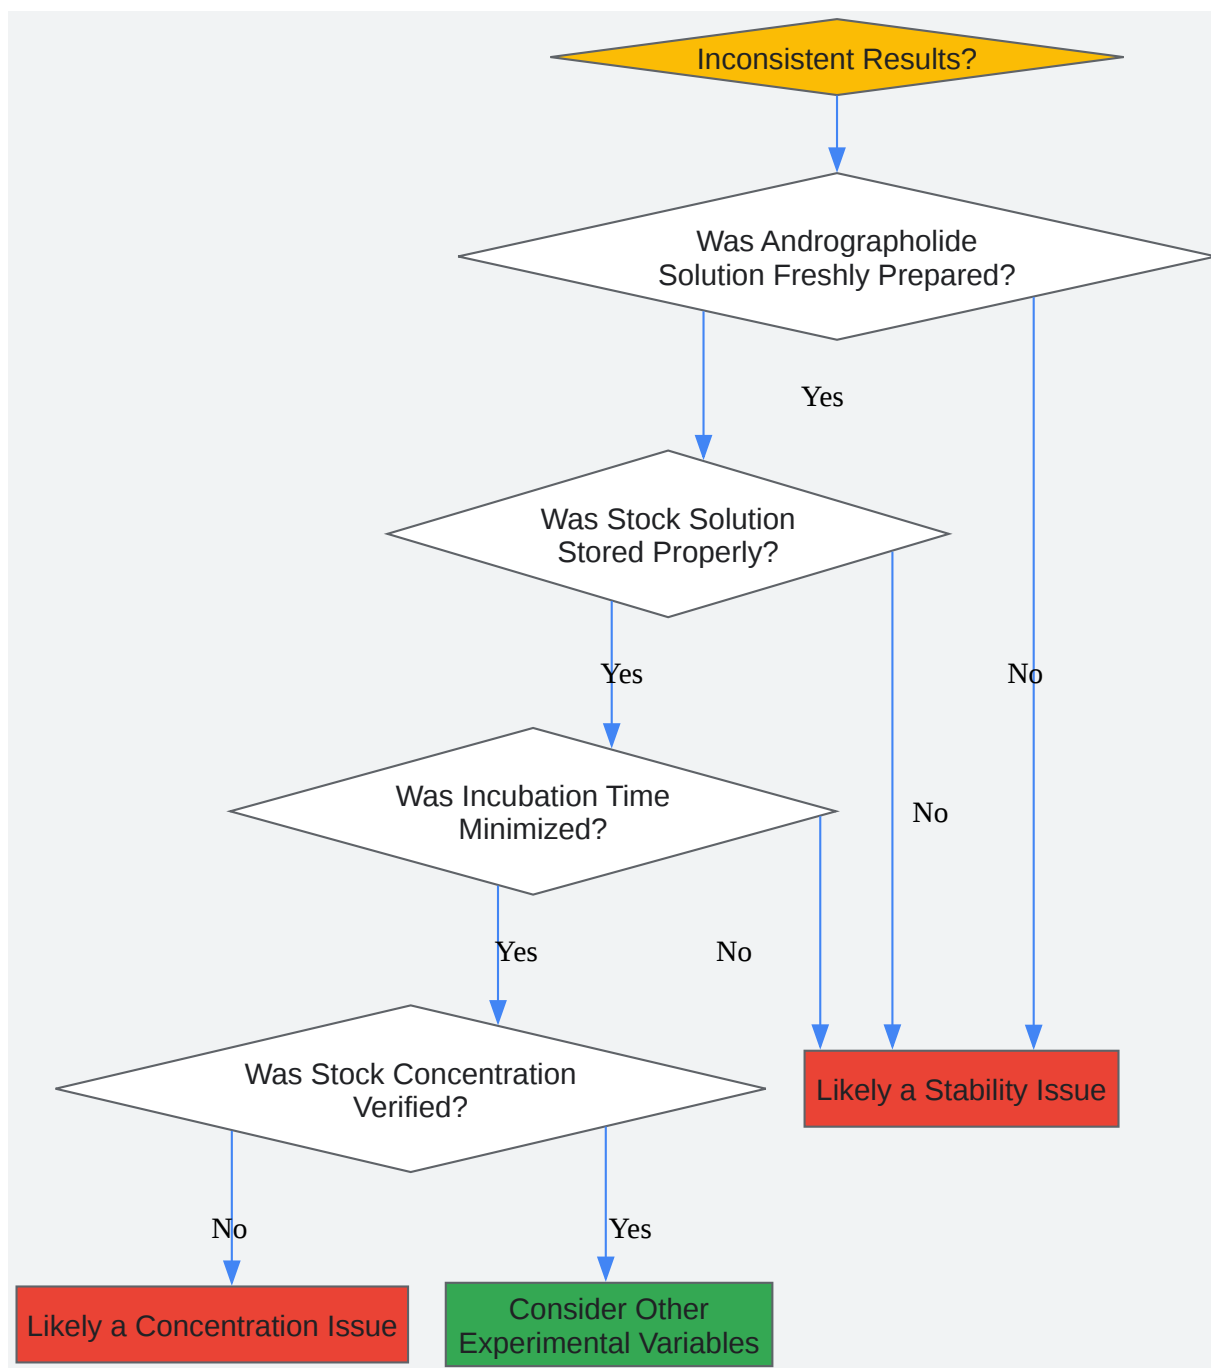 Inconsistent Results?
Was Andrographolide
Solution Freshly Prepared?
Yes
Was Stock Solution
Stored Properly?
Yes
No
Was Incubation Time
Minimized?
No
Yes
No
Was Stock Concentration
Verified?
Likely a Stability Issue
No
Yes
Likely a Concentration Issue
Consider Other
Experimental Variables